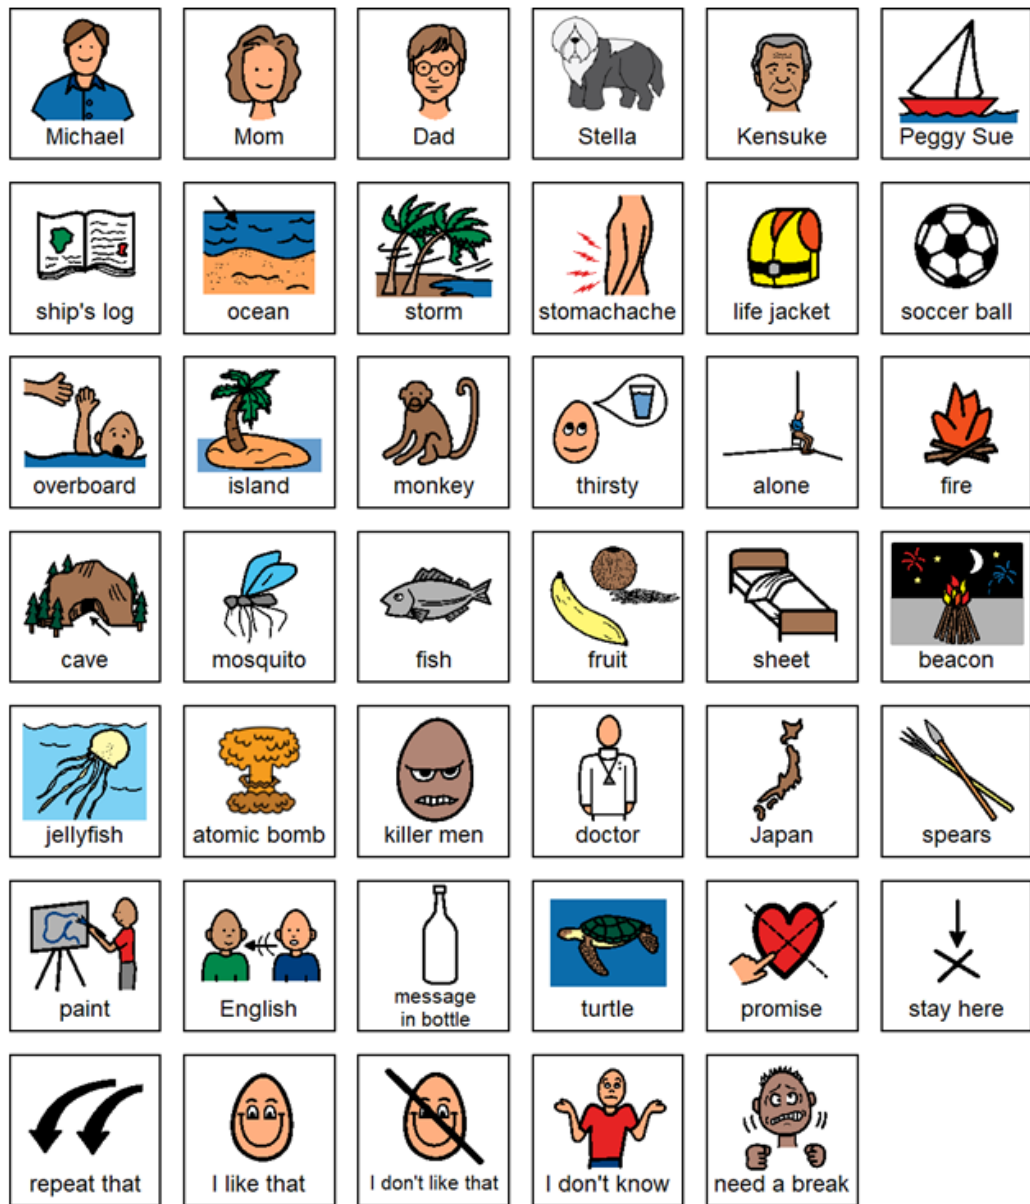 Michael
Mom
Dad
Stella
Kensuke
Peggy Sue
ship's log
ocean
storm
stomachache
life jacket
soccer ball
overboard
island
monkey
thirsty
alone
fire
cave
mosquito
fish
fruit
sheet
beacon
jellyfish
atomic bomb
killer men
doctor
Japan
spears
paint
English
message
in bottle
turtle
promise
stay here
repeat that
I like that
I don't like that
I don't know
need a break